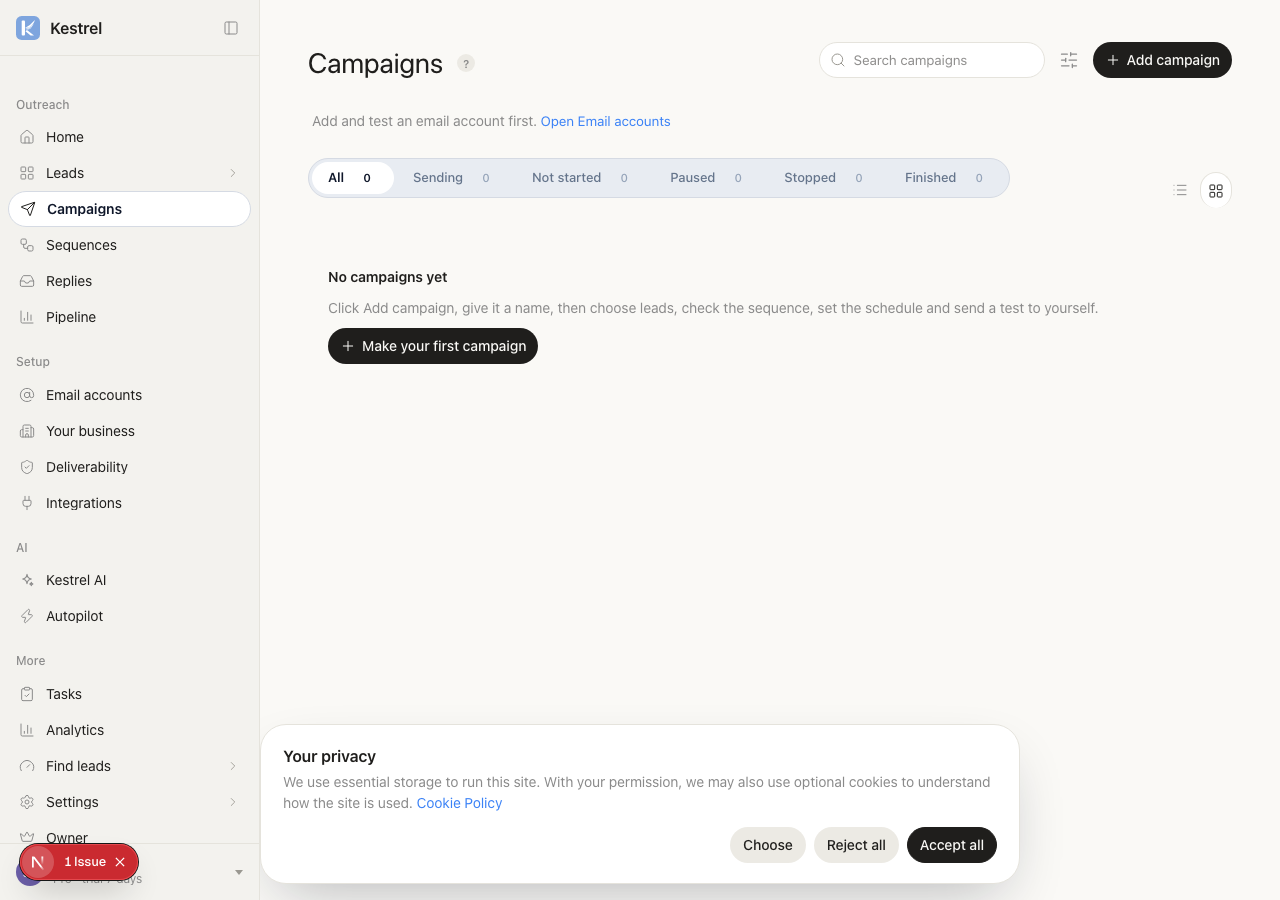 Kestrel
Outreach
Home
Leads
Campaigns
Sequences
Replies
Pipeline
Setup
Email accounts
Your business
Deliverability
Integrations
AI
Kestrel AI
Autopilot
More
Tasks
Analytics
Find leads
Settings
Owner
N 1 Issue
days
Campaigns ?
Search campaigns
Add campaign
Add and test an email account first. Open Email accounts
All 0 Sending 0 Not started 0 Paused 0 Stopped 0 Finished 0
No campaigns yet
Click Add campaign, give it a name, then choose leads, check the sequence, set the schedule and send a test to yourself.
Make your first campaign
Your privacy
We use essential storage to run this site. With your permission, we may also use optional cookies to understand
how the site is used. Cookie Policy
Choose Reject all Accept all